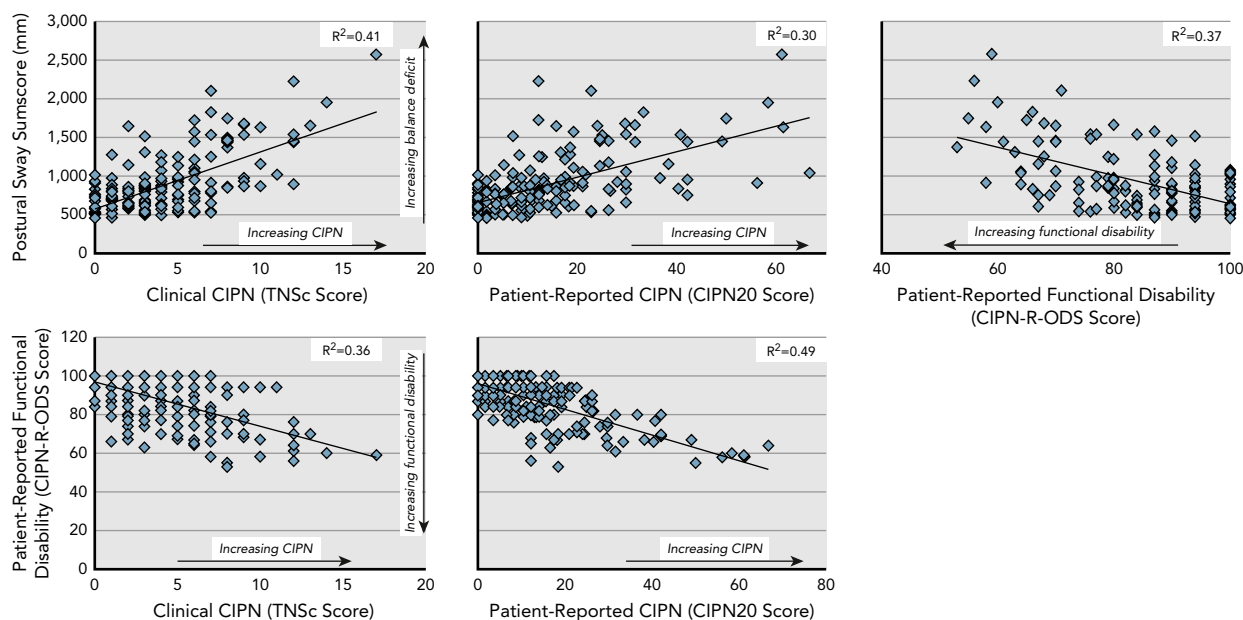 Postural Sway Sumscore (mm)
3,000
2,500
2,000
1,500
1,000
500
0
R²=0.41
Increasing balance deficit
Increasing CIPN
0 5 10 15 20
Clinical CIPN (TNSc Score)
R²=0.30
Increasing CIPN
0 20 40 60
Patient-Reported CIPN (CIPN20 Score)
R²=0.37
Increasing functional disability
40 60 80 100
Patient-Reported Functional Disability
(CIPN-R-ODS Score)
Patient-Reported Functional
Disability (CIPN-R-ODS Score)
120
100
80
60
40
20
0
R²=0.36
Increasing functional disability
Increasing CIPN
0 5 10 15 20
Clinical CIPN (TNSc Score)
R²=0.49
Increasing CIPN
0 20 40 60 80
Patient-Reported CIPN (CIPN20 Score)